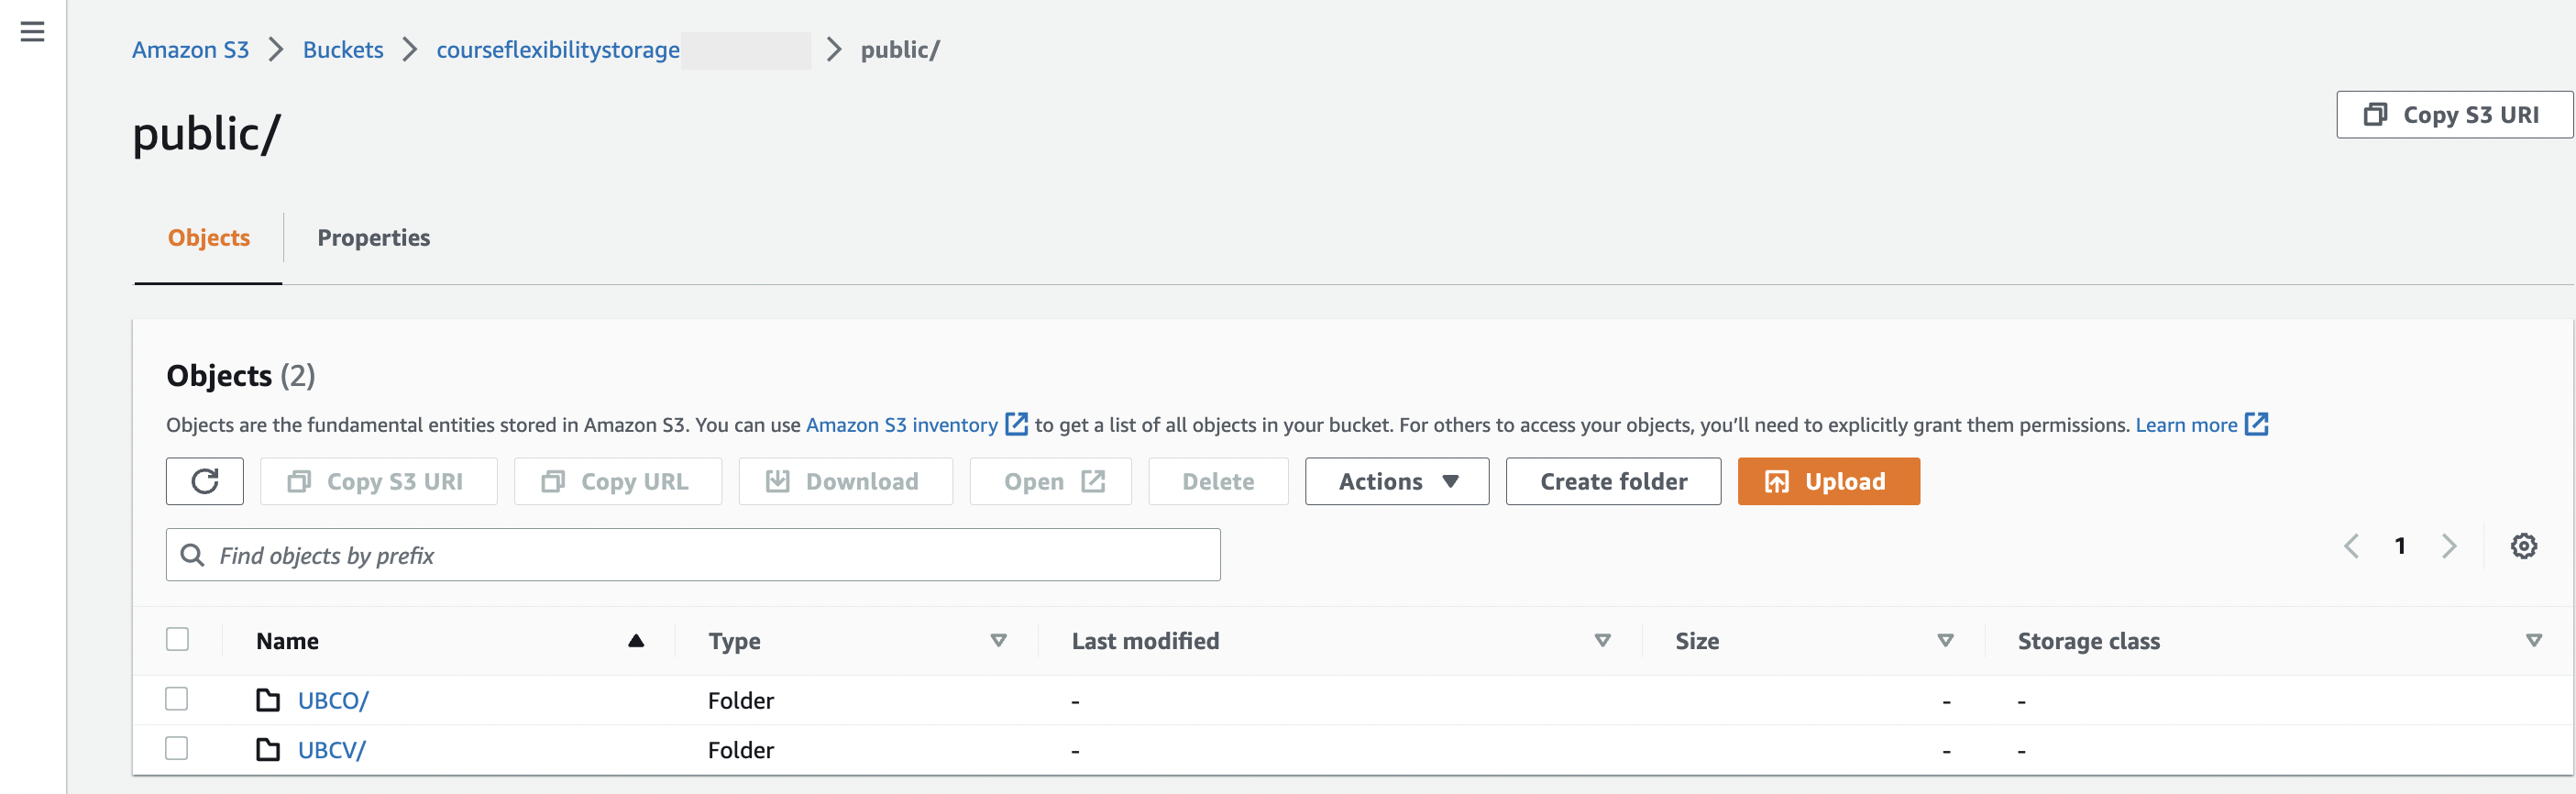 Amazon S3 > Buckets > courseflexibilitystorage > public/
public/
Copy S3 URI
Objects
Properties
Objects (2)
Objects are the fundamental entities stored in Amazon S3. You can use Amazon S3 inventory to get a list of all objects in your bucket. For others to access your objects, you’ll need to explicitly grant them permissions. Learn more
Copy S3 URI Copy URL Download Open Delete Actions Create folder Upload
Find objects by prefix
1
Name Type Last modified Size Storage class
UBCO/ Folder - - -
UBCV/ Folder - - -